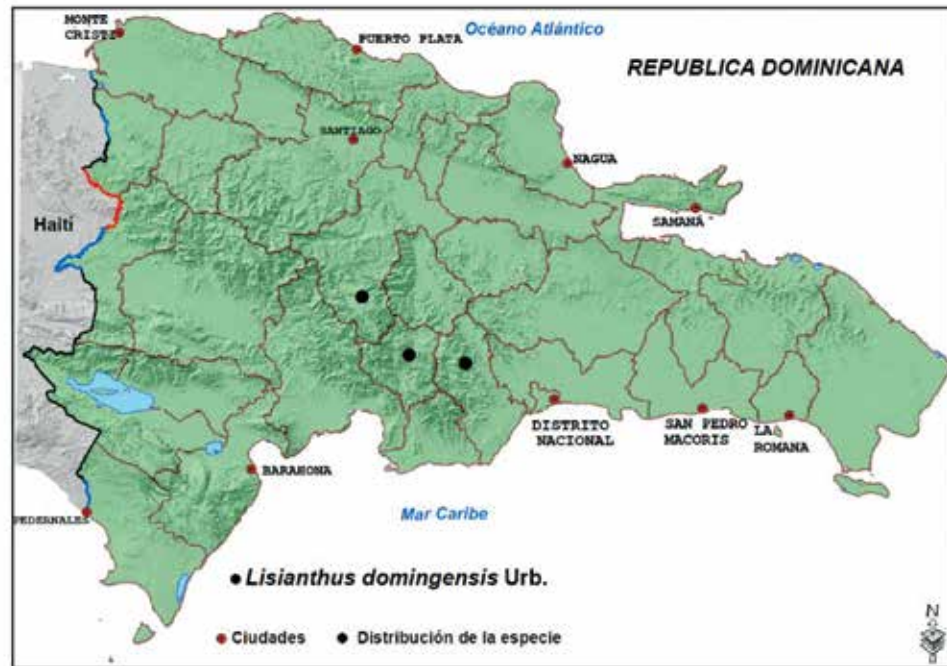 MONTE
CRISTI
PUERTO PLATA
Océano Atlántico
REPUBLICA DOMINICANA
SANTIAGO
NAGUA
SAMANÁ
Haití
DISTRITO
NACIONAL
SAN PEDRO
MACORIS
LA
ROMANA
BARAHONA
PEDERNALES
Mar Caribe
Lisianthus domingensis Urb.
Ciudades
Distribución de la especie
N